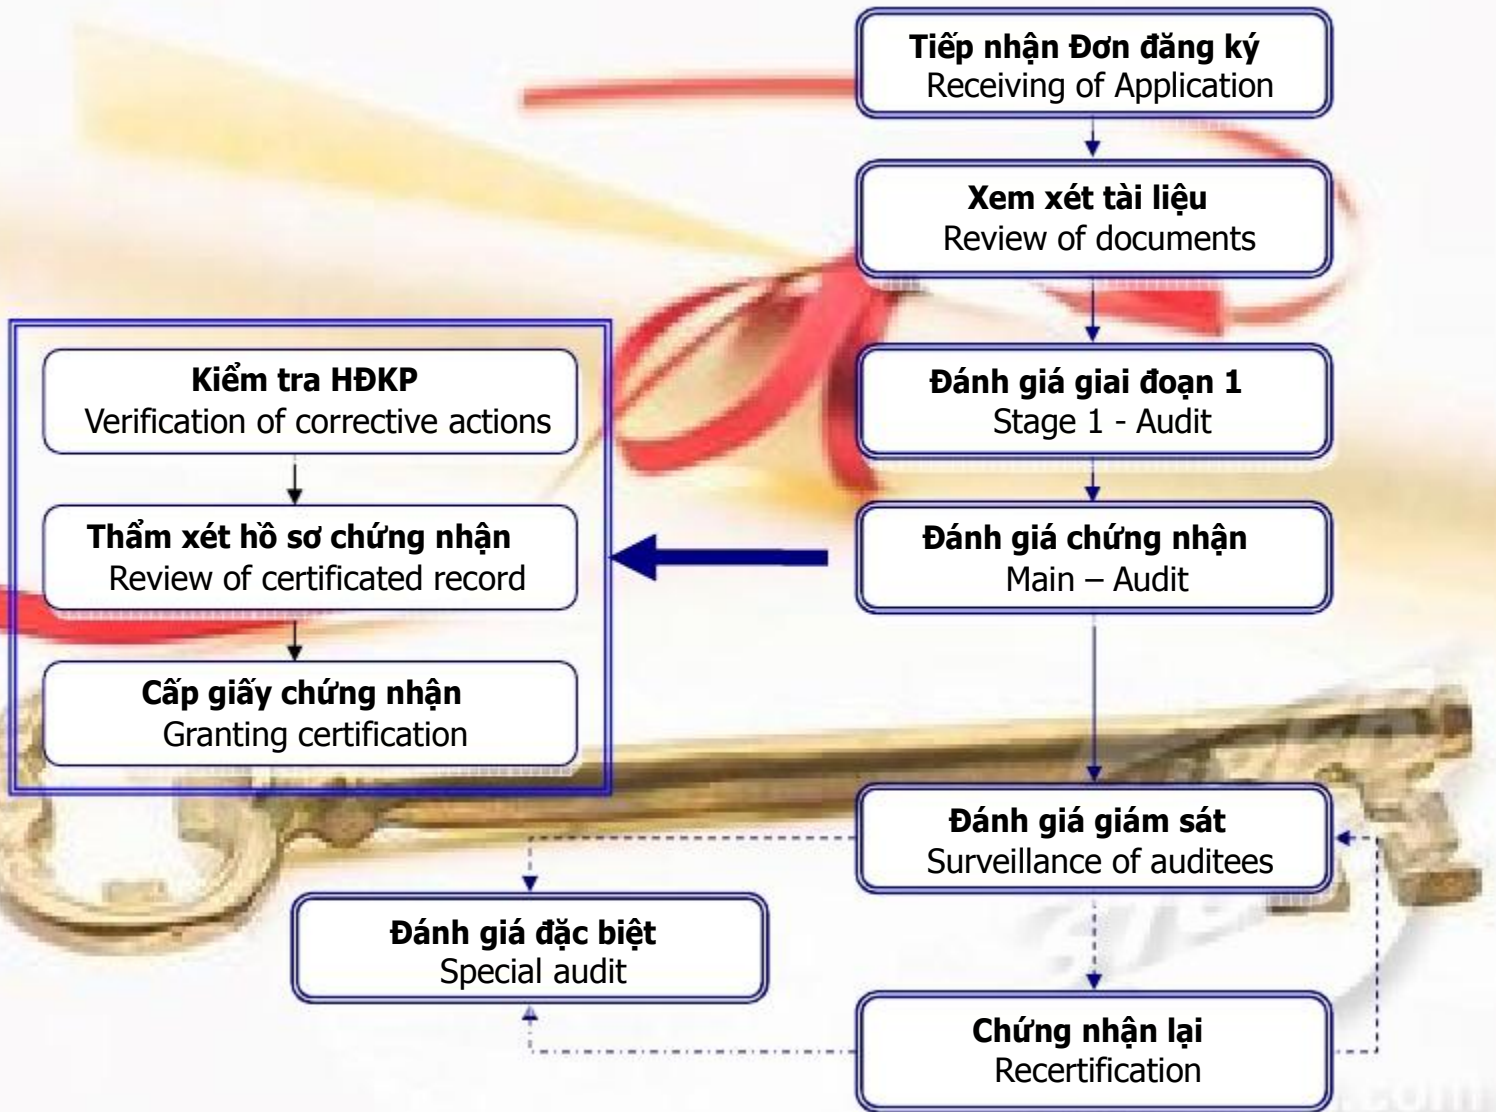 Tiếp nhận Đơn đăng ký
Receiving of Application
Xem xét tài liệu
Review of documents
Đánh giá giai đoạn 1
Stage 1 - Audit
Đánh giá chứng nhận
Main – Audit
Kiểm tra HĐKP
Verification of corrective actions
Thẩm xét hồ sơ chứng nhận
Review of certificated record
Cấp giấy chứng nhận
Granting certification
Đánh giá giám sát
Surveillance of auditees
Đánh giá đặc biệt
Special audit
Chứng nhận lại
Recertification